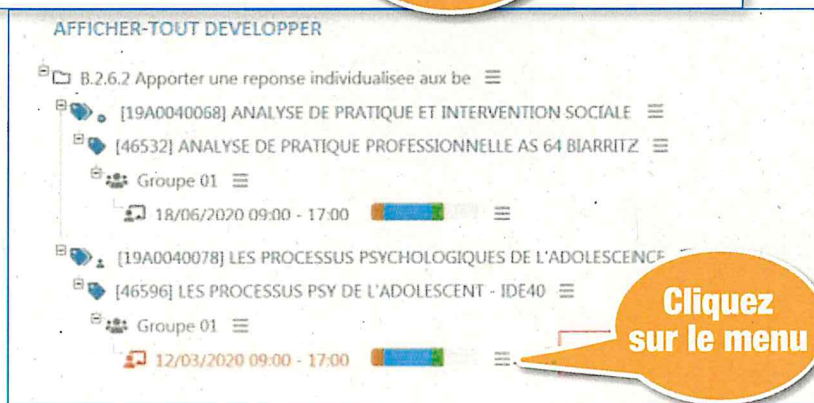 AFFICHER-TOUT DEVELOPPER
B.2.6.2 Apporter une reponse individualisee aux be
[19A0040068] ANALYSE DE PRATIQUE ET INTERVENTION SOCIALE
[46532] ANALYSE DE PRATIQUE PROFESSIONNELLE AS 64 BIARRITZ
Groupe 01
18/06/2020 09:00 - 17:00
[19A0040078] LES PROCESSUS PSYCHOLOGIQUES DE L'ADOLESCENCE
[46596] LES PROCESSUS PSY DE L'ADOLESCENT - IDE40
Groupe 01
12/03/2020 09:00 - 17:00
Cliquez
sur le menu